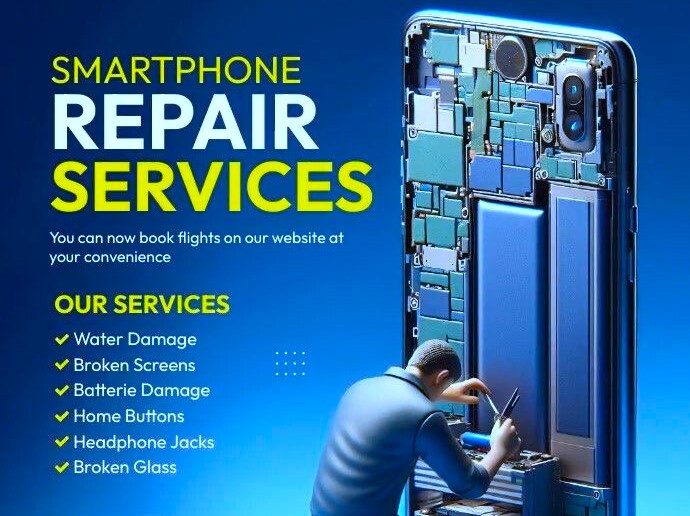 SMARTPHONE
REPAIR
SERVICES
You can now book flights on our website at
your convenience
OUR SERVICES
Water Damage
Broken Screens
Batterie Damage
Home Buttons
Headphone Jacks
Broken Glass